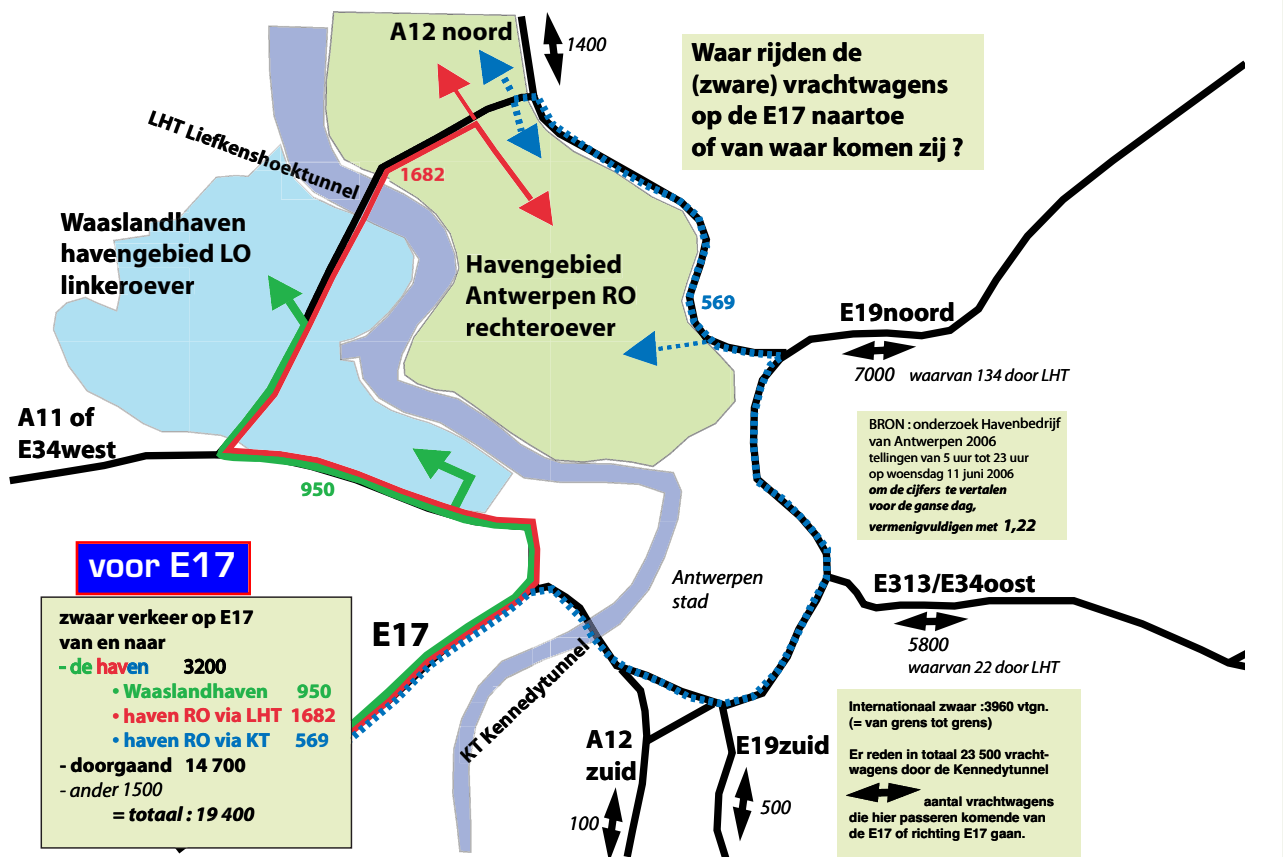 A12 noord
1400
Waar rijden de
(zware) vrachtwagens
op de E17 naartoe
of van waar komen zij ?
LHT Liefkenshoektunnel
1682
Waaslandhaven
havengebied LO
linkeroever
Havengebied
Antwerpen RO
rechteroever
569
E19noord
7000 waarvan 134 door LHT
A11 of
E34west
950
BRON : onderzoek Havenbedrijf
van Antwerpen 2006
tellingen van 5 uur tot 23 uur
op woensdag 11 juni 2006
om de cijfers te vertalen
voor de ganse dag,
vermenigvuldigen met 1,22
voor E17
zwaar verkeer op E17
van en naar
- de haven 3200
• Waaslandhaven 950
• haven RO via LHT 1682
• haven RO via KT 569
- doorgaand 14 700
- ander 1500
= totaal : 19 400
E17
Antwerpen
stad
KT Kennedytunnel
E313/E34oost
5800
waarvan 22 door LHT
A12
zuid
100
E19zuid
500
Internationaal zwaar :3960 vtgn.
(= van grens tot grens)
Er reden in totaal 23 500 vracht-
wagens door de Kennedytunnel
aantal vrachtwagens
die hier passeren komende van
de E17 of richting E17 gaan.